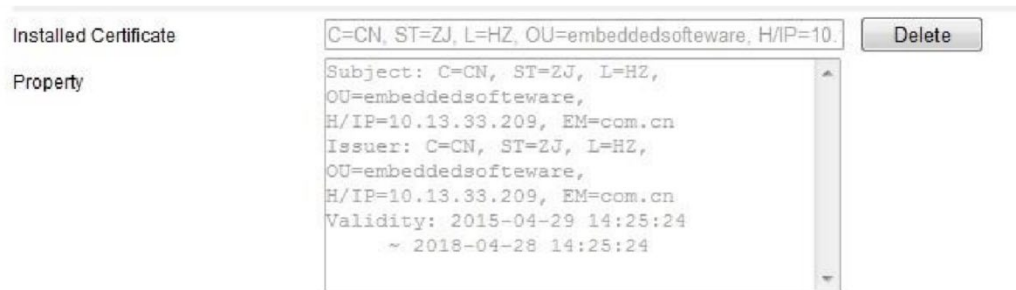 Installed Certificate
C=CN, ST=ZJ, L=HZ, OU=embeddedsofteware, H/IP=10.
Delete
Property
Subject: C=CN, ST=ZJ, L=HZ,
OU=embeddedsofteware,
H/IP=10.13.33.209, EM=com.cn
Issuer: C=CN, ST=ZJ, L=HZ,
OU=embeddedsofteware,
H/IP=10.13.33.209, EM=com.cn
Validity: 2015-04-29 14:25:24
~ 2018-04-28 14:25:24